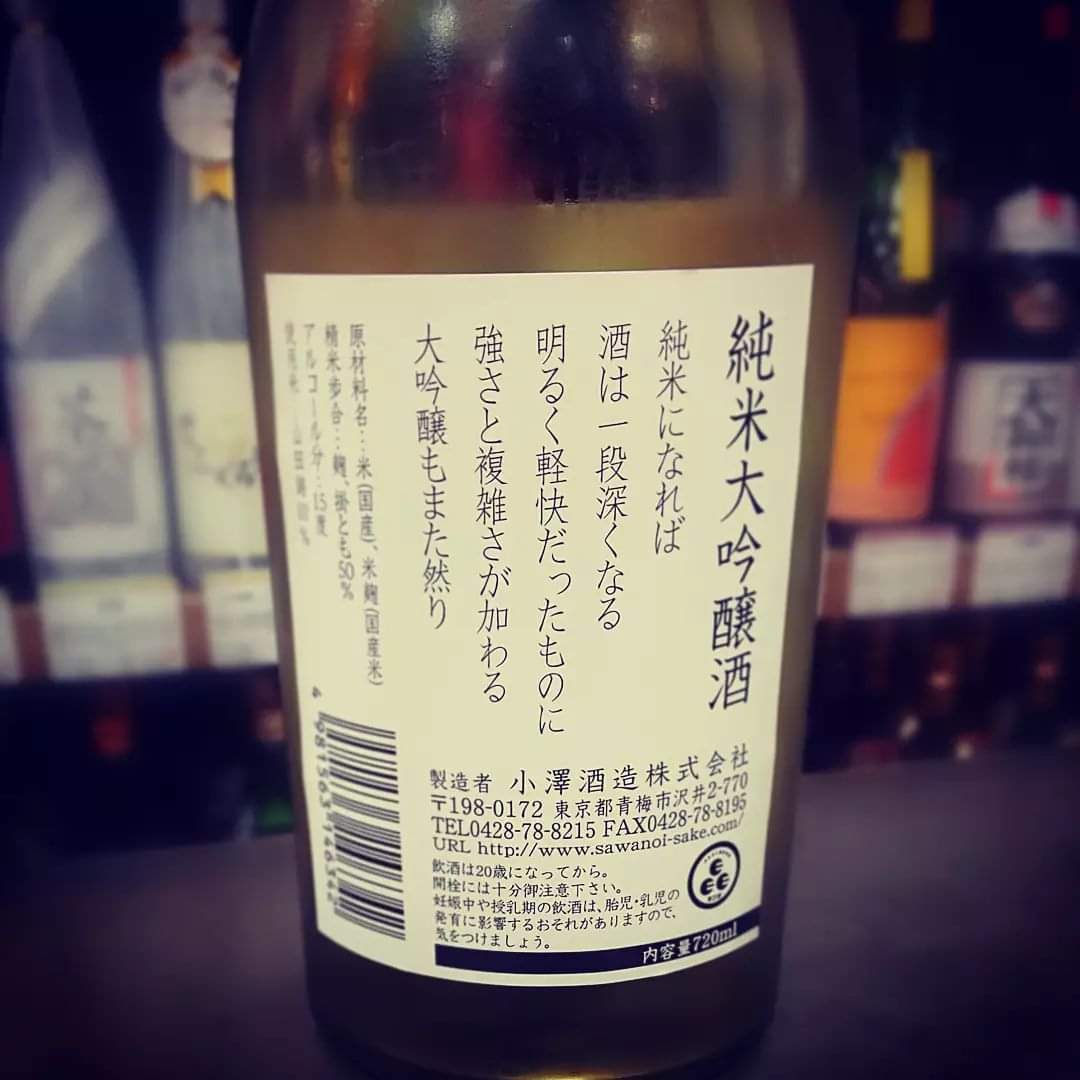 純米大吟醸酒
純米になれば
酒は一段深くなる
明るく軽快だったものに
強さと複雑さが加わる
大吟醸もまた然り
原材料名：米(国産)、米麹(国産米)
精米歩合：麹、掛とも50%
アルコール分：15度
使用米：山田錦
製造者 小澤酒造株式会社
〒198-0172 東京都青梅市沢井2-770
TEL0428-78-8215 FAX0428-78-8195
URL http://www.sawanoi-sake.com/
飲酒は20歳になってから。
開栓には十分御注意下さい。
妊娠中や授乳期の飲酒は、胎児・乳児の
発育に影響するおそれがありますので、
気をつけましょう。
内容量720ml